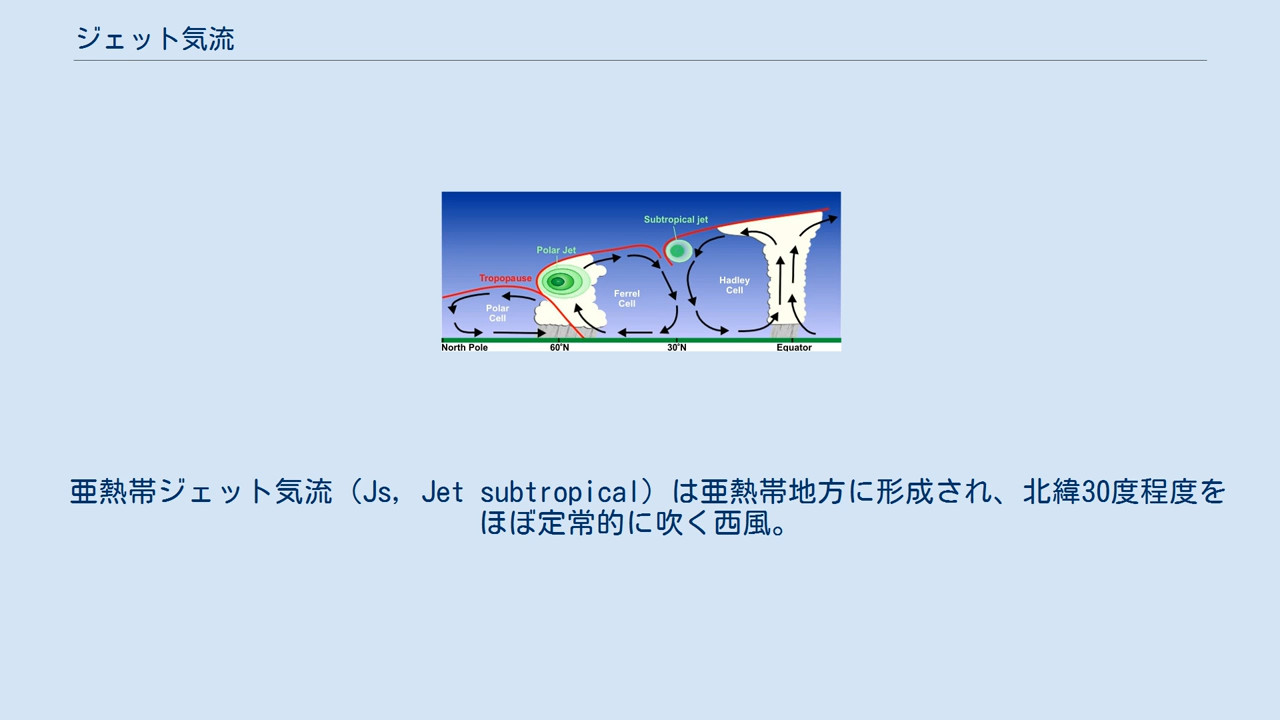 ジェット気流
Subtropical jet
Polar Jet
Tropopause
Hadley
Cell
Ferrel
Cell
Polar
Cell
North Pole
60°N
30°N
Equator
亜熱帯ジェット気流（Js, Jet subtropical）は亜熱帯地方に形成され、北緯30度程度を
ほぼ定常的に吹く西風。